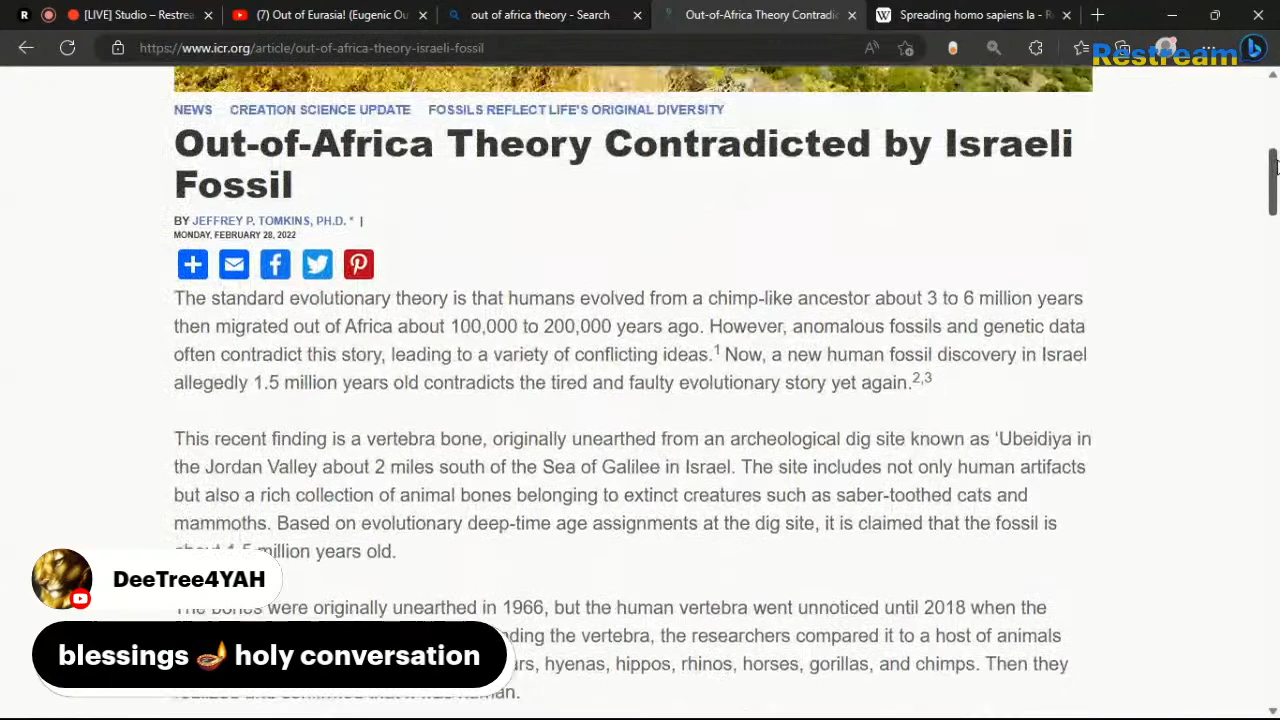 [LIVE] Studio – Restrea
(7) Out of Eurasia! (Eugenic Ou
out of africa theory - Search
Out-of-Africa Theory Contradic
Spreading homo sapiens la - R
https://www.icr.org/article/out-of-africa-theory-israeli-fossil
Restream
NEWS CREATION SCIENCE UPDATE FOSSILS REFLECT LIFE'S ORIGINAL DIVERSITY
Out-of-Africa Theory Contradicted by Israeli
Fossil
BY JEFFREY P. TOMKINS, PH.D. * |
MONDAY, FEBRUARY 28, 2022
The standard evolutionary theory is that humans evolved from a chimp-like ancestor about 3 to 6 million years
then migrated out of Africa about 100,000 to 200,000 years ago. However, anomalous fossils and genetic data
often contradict this story, leading to a variety of conflicting ideas.1 Now, a new human fossil discovery in Israel
allegedly 1.5 million years old contradicts the tired and faulty evolutionary story yet again.2,3
This recent finding is a vertebra bone, originally unearthed from an archeological dig site known as ‘Ubeidiya in
the Jordan Valley about 2 miles south of the Sea of Galilee in Israel. The site includes not only human artifacts
but also a rich collection of animal bones belonging to extinct creatures such as saber-toothed cats and
mammoths. Based on evolutionary deep-time age assignments at the dig site, it is claimed that the fossil is
about 1.5 million years old.
The bones were originally unearthed in 1966, but the human vertebra went unnoticed until 2018 when the
nding the vertebra, the researchers compared it to a host of animals
hyenas, hippos, rhinos, horses, gorillas, and chimps. Then they
DeeTree4YAH
blessings 🪔 holy conversation